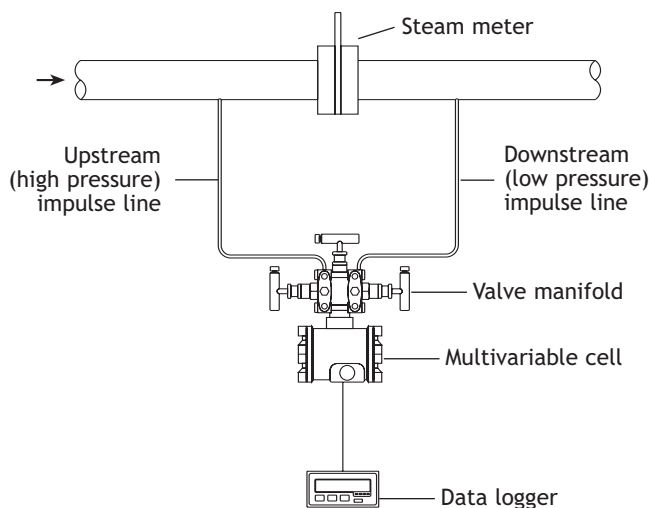 Steam meter
Upstream
(high pressure)
impulse line
Downstream
(low pressure)
impulse line
Valve manifold
Multivariable cell
Data logger